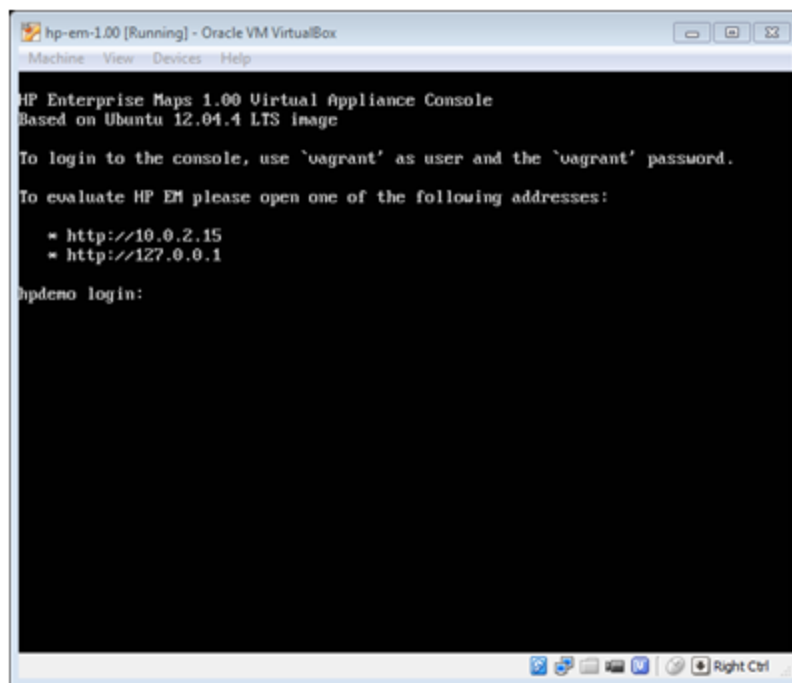 hp-em-1.00 [Running] - Oracle VM VirtualBox
Machine View Devices Help
HP Enterprise Maps 1.00 Virtual Appliance Console
Based on Ubuntu 12.04.4 LTS image
To login to the console, use `vagrant' as user and the `vagrant' password.
To evaluate HP EM please open one of the following addresses:
* http://10.0.2.15
* http://127.0.0.1
hpdemo login:
Right Ctrl